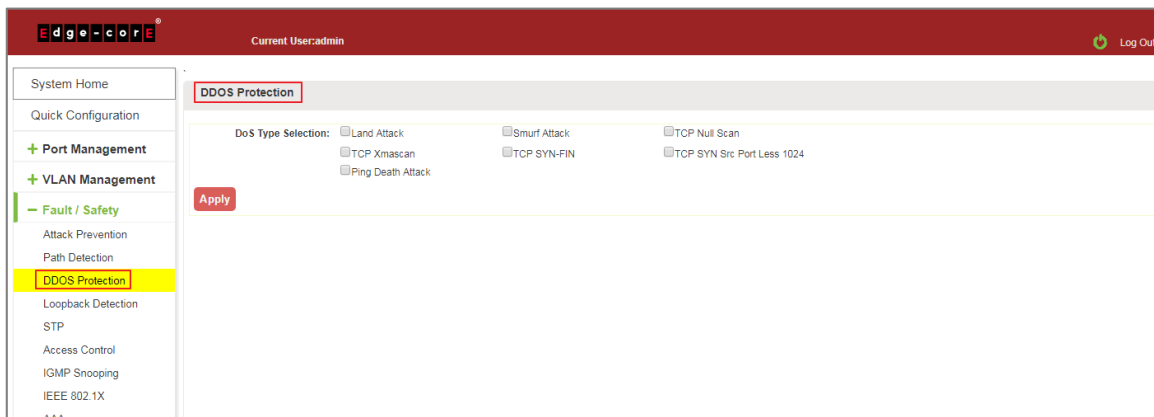 Edge-corE®
Current User:admin
Log Out
System Home
Quick Configuration
+ Port Management
+ VLAN Management
− Fault / Safety
Attack Prevention
Path Detection
DDOS Protection
Loopback Detection
STP
Access Control
IGMP Snooping
IEEE 802.1X
DDOS Protection
DoS Type Selection: Land Attack Smurf Attack TCP Null Scan
TCP Xmascan TCP SYN-FIN TCP SYN Src Port Less 1024
Ping Death Attack
Apply